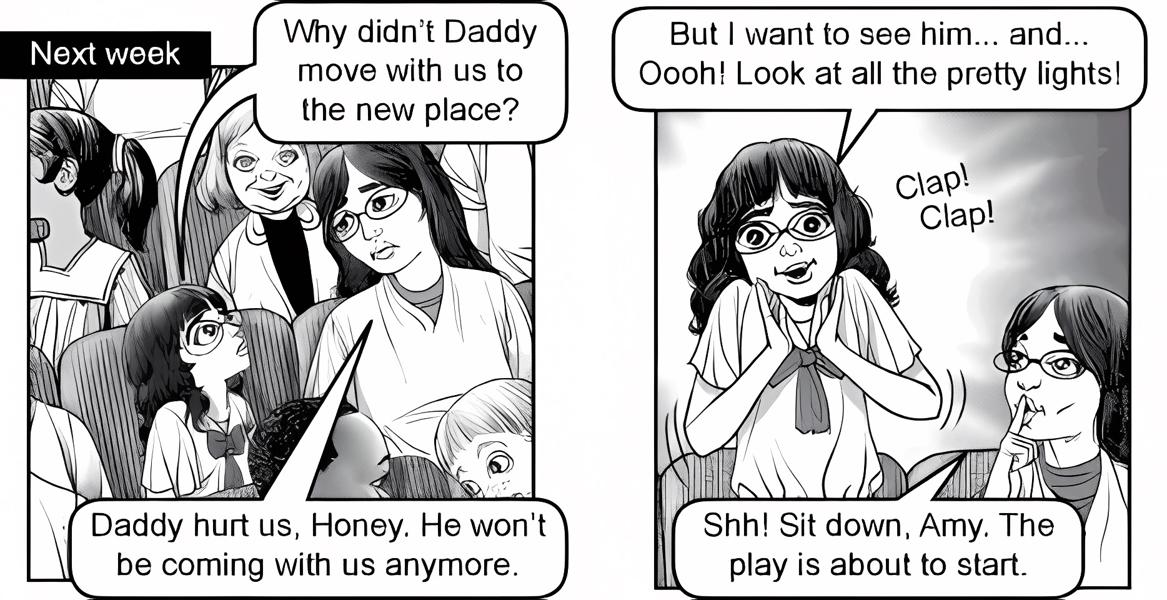 Next week
Why didn't Daddy
move with us to
the new place?
Daddy hurt us, Honey. He won't
be coming with us anymore.
But I want to see him... and...
Oooh! Look at all the pretty lights!
Clap!
Clap!
Shh! Sit down, Amy. The
play is about to start.